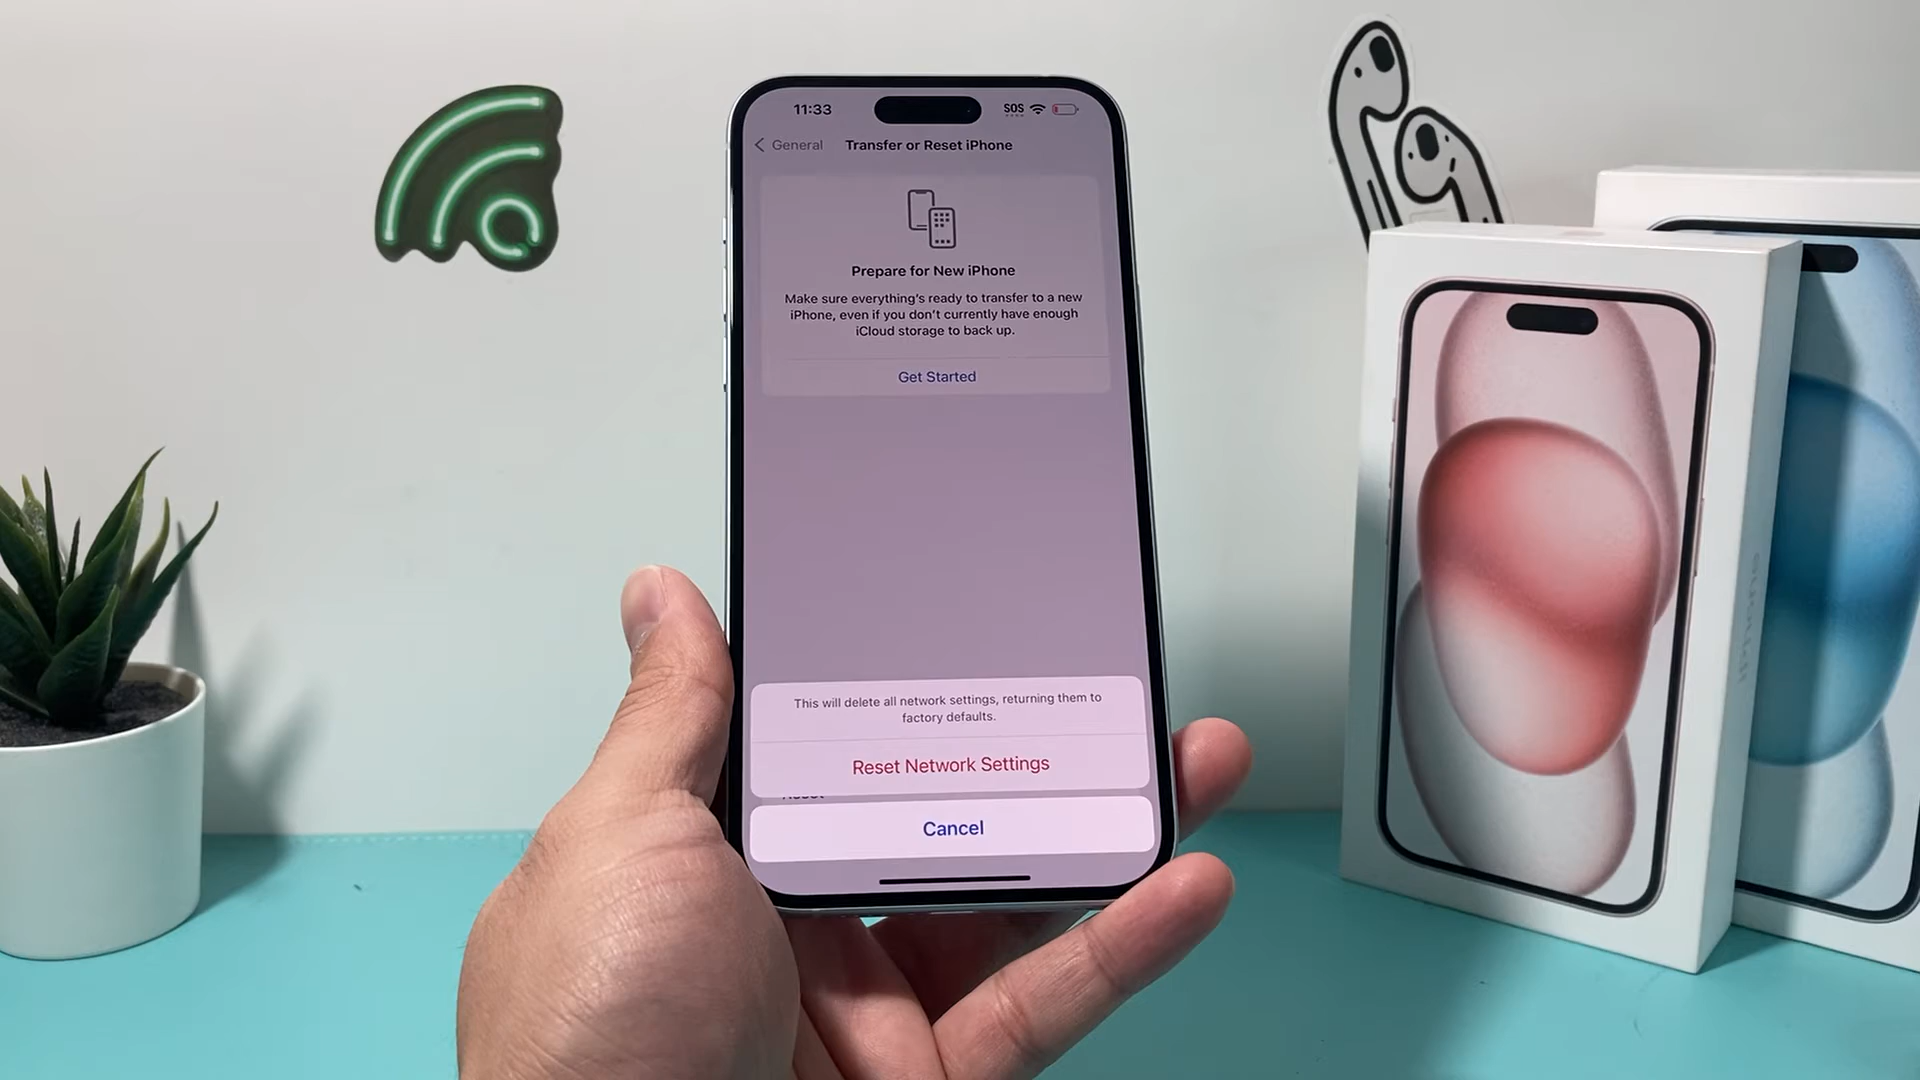 11:33
SOS
General
Transfer or Reset iPhone
Prepare for New iPhone
Make sure everything's ready to transfer to a new
iPhone, even if you don't currently have enough
iCloud storage to back up.
Get Started
This will delete all network settings, returning them to
factory defaults.
Reset Network Settings
Reset
Cancel
iPhone